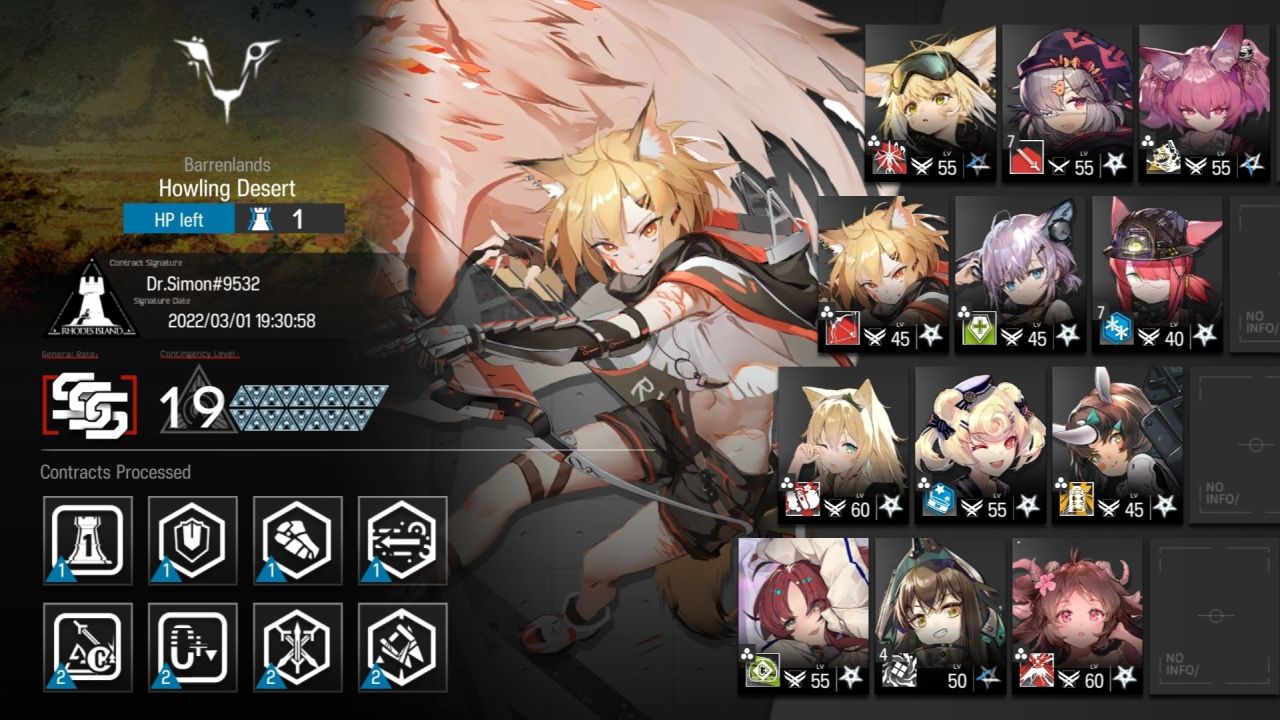 Barrenlands
Howling Desert
HP left 1
Contract Signature
Dr.Simon#9532
Signature Date
2022/03/01 19:30:58
RHODES ISLAND
General Rate:
Contingency Level:
19
Contracts Processed
1
1 1 1 1
2 2 2 2
LV 55
7 LV 55
LV 55
LV 45
LV 45
7 LV 40
NO INFO/
LV 60
LV 55
LV 45
NO INFO/
LV 55
4 LV 50
LV 60
NO INFO/